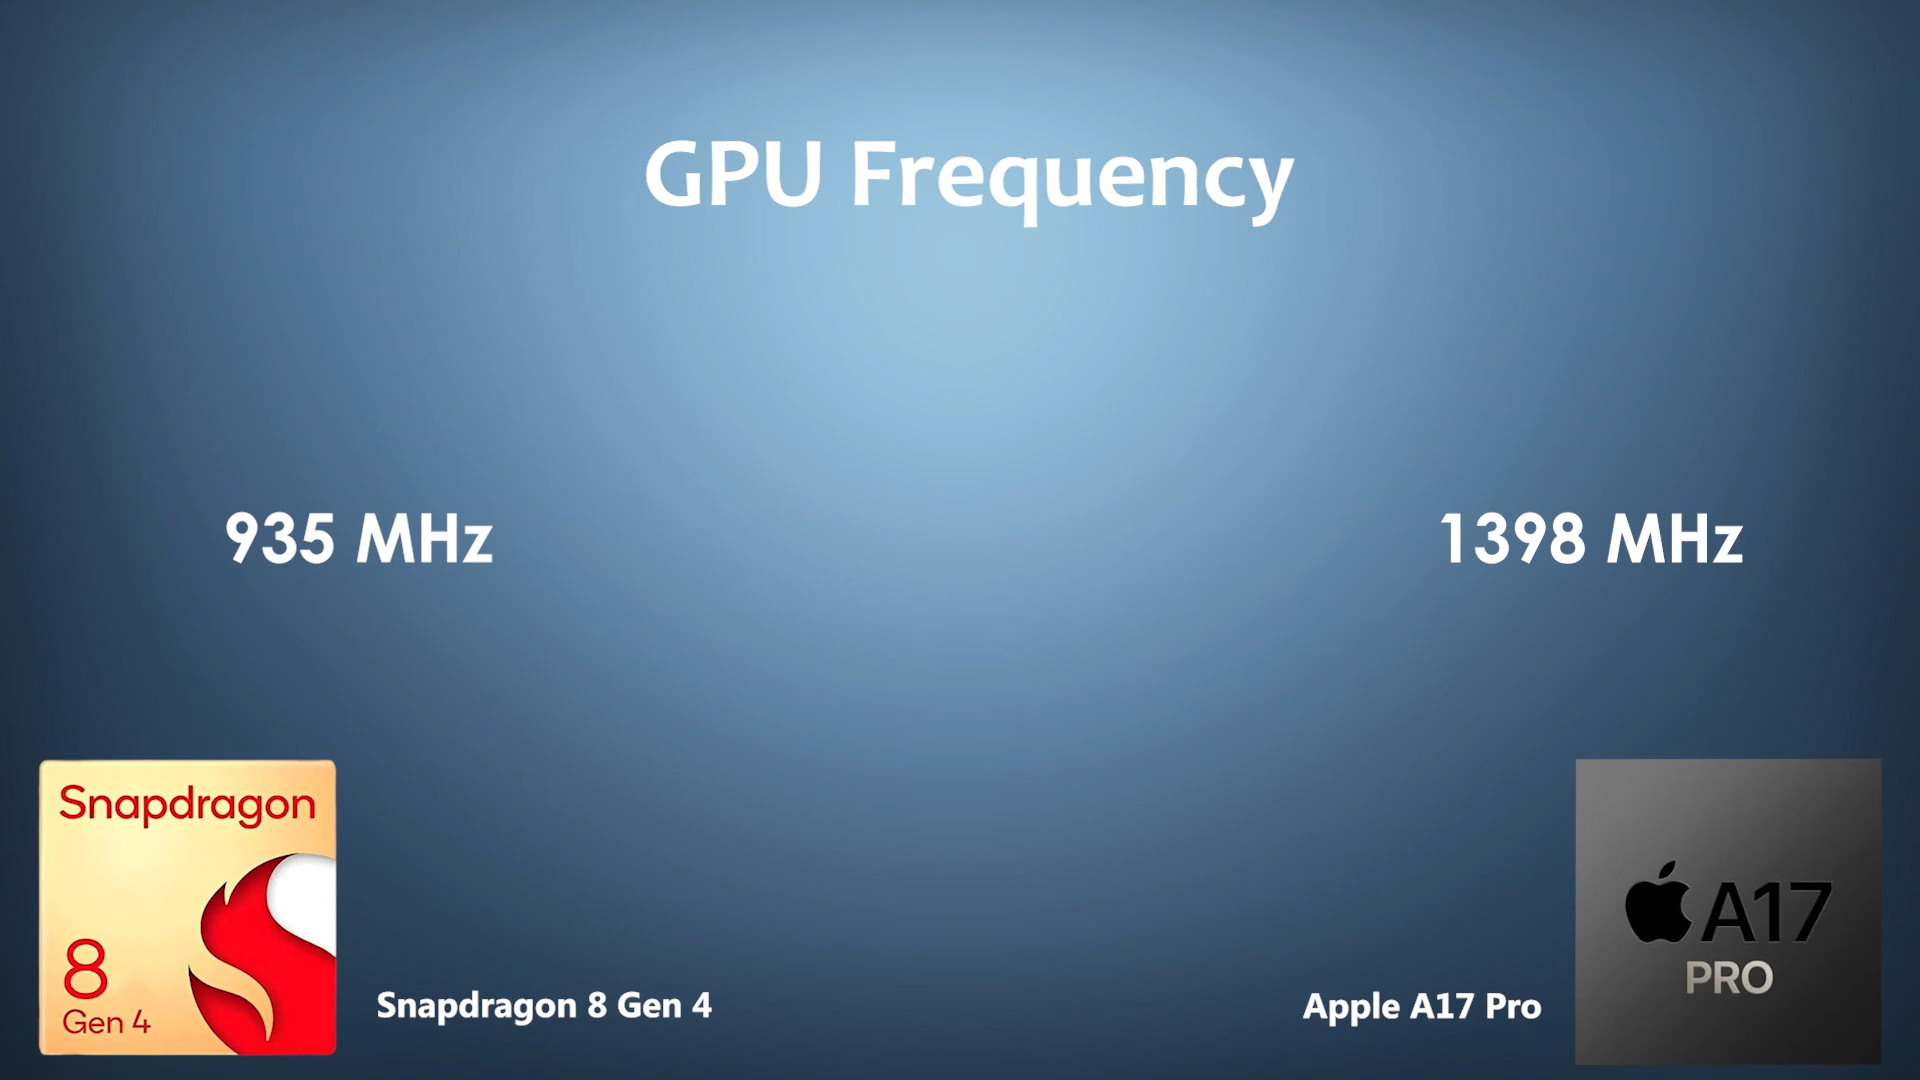 GPU Frequency
935 MHz
1398 MHz
Snapdragon
8
Gen 4
Snapdragon 8 Gen 4
Apple A17 Pro
A17
PRO